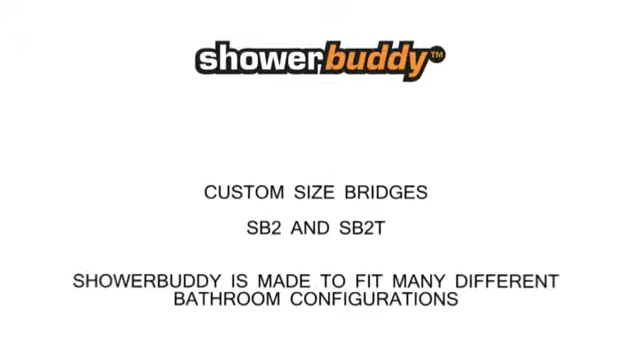 showerbuddy™
CUSTOM SIZE BRIDGES
SB2 AND SB2T
SHOWERBUDDY IS MADE TO FIT MANY DIFFERENT
BATHROOM CONFIGURATIONS